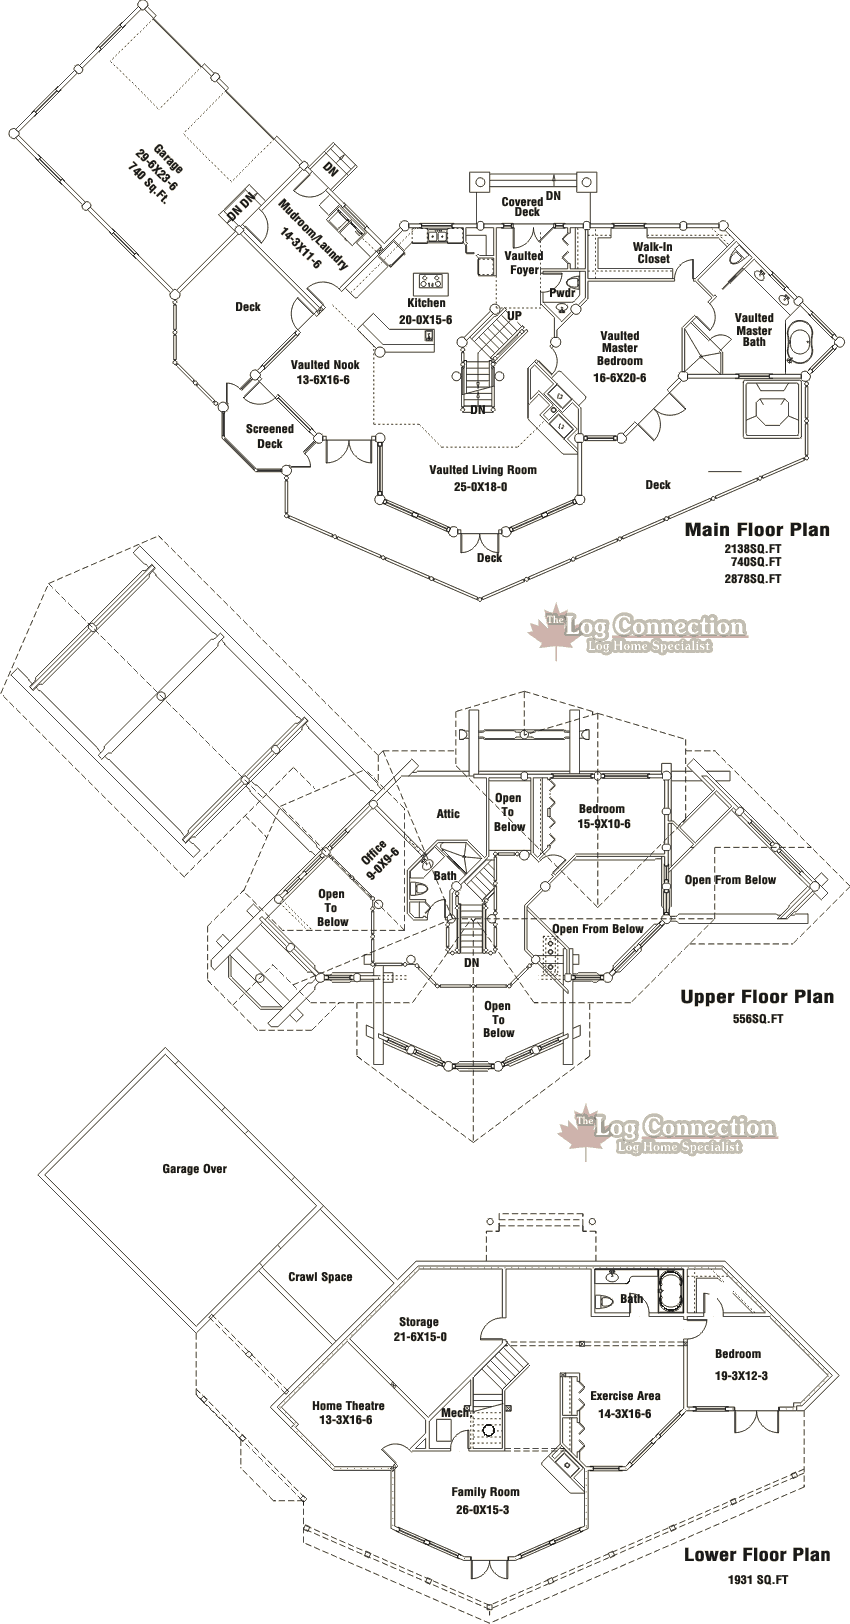 Garage
29-6X23-6
740 Sq.Ft.
DN
DN DN
Mudroom/Laundry
14-3X11-6
Covered
Deck
DN
Vaulted
Foyer
Walk-In
Closet
Deck
Kitchen
20-0X15-6
Pwdr
UP
Vaulted
Master
Bedroom
16-6X20-6
Vaulted
Master
Bath
Vaulted Nook
13-6X16-6
DN
Screened
Deck
Vaulted Living Room
25-0X18-0
Deck
Deck
Main Floor Plan
2138SQ.FT
740SQ.FT
2878SQ.FT
The Log Connection
Log Home Specialist
Attic
Open
To
Below
Bedroom
15-9X10-6
Office
9-0X9-6
Bath
Open
To
Below
Open From Below
Open From Below
DN
Open
To
Below
Upper Floor Plan
556SQ.FT
The Log Connection
Log Home Specialist
Garage Over
Crawl Space
Storage
21-6X15-0
Bath
Bedroom
19-3X12-3
Home Theatre
13-3X16-6
Mech
Exercise Area
14-3X16-6
Family Room
26-0X15-3
Lower Floor Plan
1931 SQ.FT